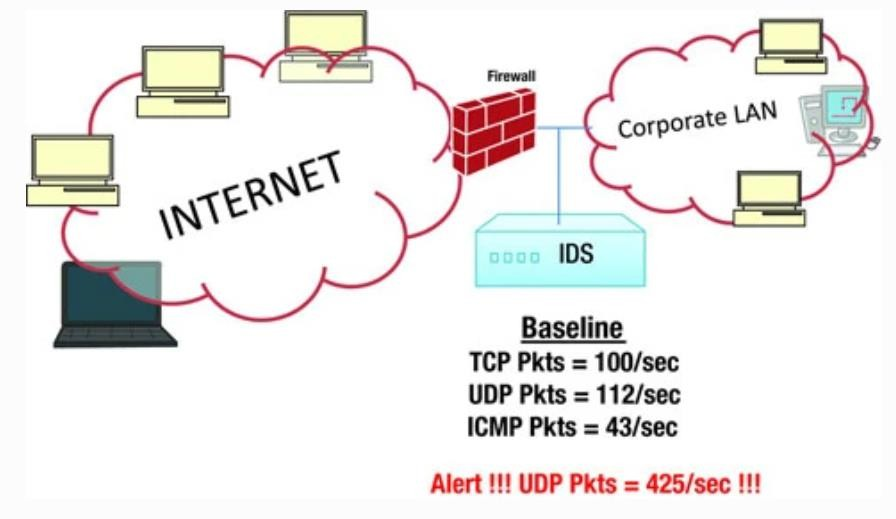 Firewall
Corporate LAN
INTERNET
IDS
Baseline
TCP Pkts = 100/sec
UDP Pkts = 112/sec
ICMP Pkts = 43/sec
Alert !!! UDP Pkts = 425/sec !!!